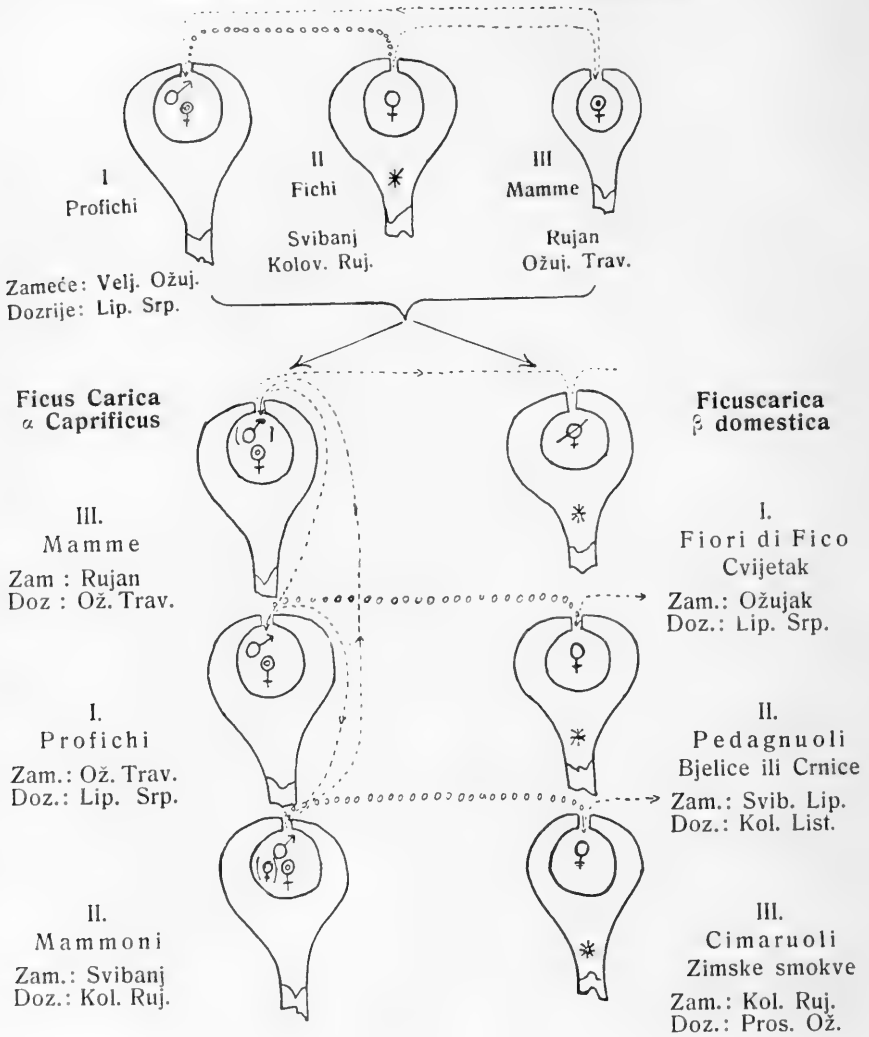 I
Profichi
Zameće: Velj. Ožuj.
Dozrije: Lip. Srp.
II
Fichi
Svibanj
Kolov. Ruj.
III
Mamme
Rujan
Ožuj. Trav.
Ficus Carica
α Caprificus
Ficuscarica
β domestica
III.
Mamme
Zam : Rujan
Doz : Ož. Trav.
I.
Fiori di Fico
Cvijetak
Zam.: Ožujak
Doz.: Lip. Srp.
I.
Profichi
Zam.: Ož. Trav.
Doz.: Lip. Srp.
II.
Pedagnuoli
Bjelice ili Crnice
Zam.: Svib. Lip.
Doz.: Kol. List.
II.
Mammoni
Zam.: Svibanj
Doz.: Kol. Ruj.
III.
Cimaruoli
Zimske smokve
Zam.: Kol. Ruj.
Doz.: Pros. Ož.